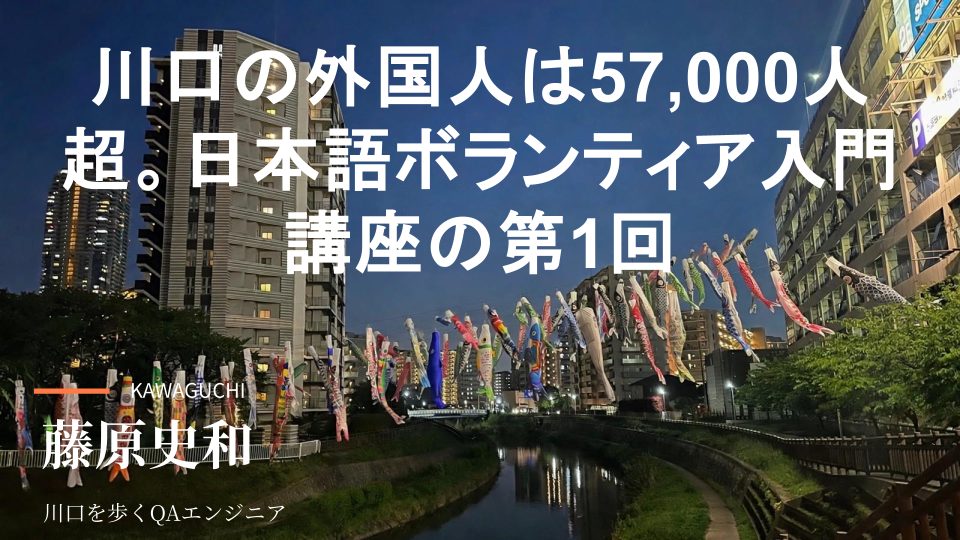 川口の外国人は57,000人
超。日本語ボランティア入門
講座の第1回
KAWAGUCHI
藤原史和
川口を歩くQAエンジニア
P